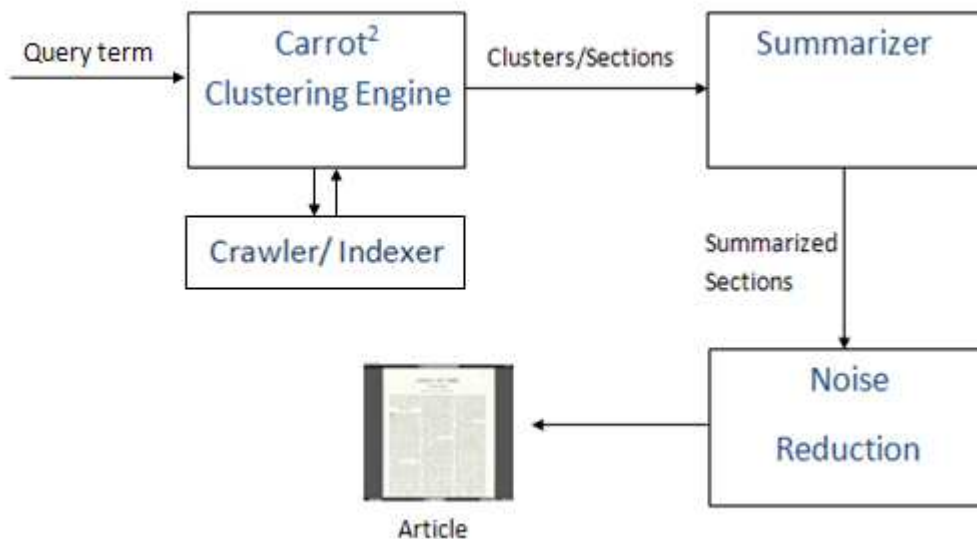 Query term
Carrot²
Clustering Engine
Clusters/Sections
Summarizer
Crawler/ Indexer
Summarized
Sections
Noise
Reduction
Article